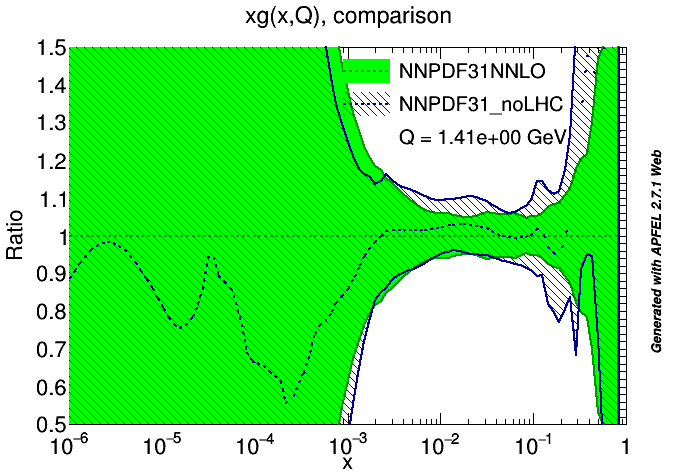 xg(x,Q), comparison
1.5
1.4
1.3
1.2
1.1
1
0.9
0.8
0.7
0.6
0.5
Ratio
NNPDF31NNLO
NNPDF31_noLHC
Q = 1.41e+00 GeV
10⁻⁶ 10⁻⁵ 10⁻⁴ 10⁻³ 10⁻² 10⁻¹ 1
x
Generated with APFEL 2.7.1 Web